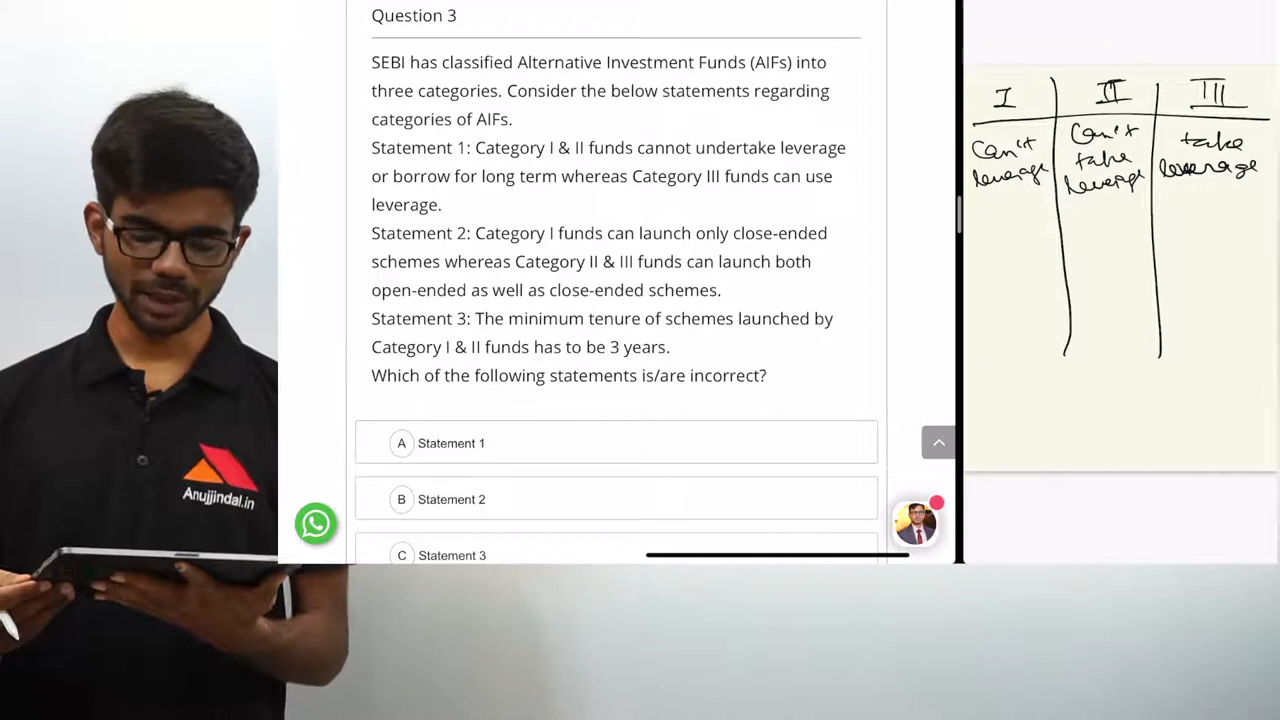 Question 3
SEBI has classified Alternative Investment Funds (AIFs) into
three categories. Consider the below statements regarding
categories of AIFs.
Statement 1: Category I & II funds cannot undertake leverage
or borrow for long term whereas Category III funds can use
leverage.
Statement 2: Category I funds can launch only close-ended
schemes whereas Category II & III funds can launch both
open-ended as well as close-ended schemes.
Statement 3: The minimum tenure of schemes launched by
Category I & II funds has to be 3 years.
Which of the following statements is/are incorrect?
A Statement 1
B Statement 2
C Statement 3
I
Can't
leverage
II
Can't
take
leverage
III
take
leverage
Anujjindal.in